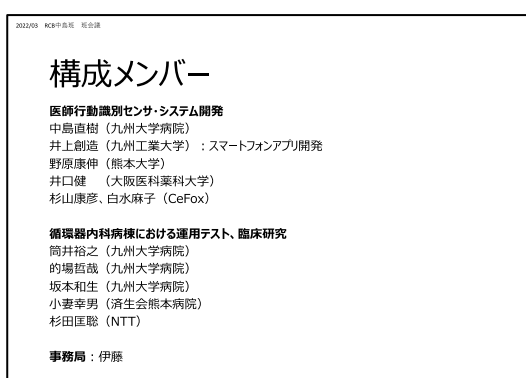 2022/03 RCB中島班 班会議
構成メンバー
医師行動識別センサ・システム開発
中島直樹（九州大学病院）
井上創造（九州工業大学）：スマートフォンアプリ開発
野原康伸（熊本大学）
井口健　（大阪医科薬科大学）
杉山康彦、白水麻子（CeFox）
循環器内科病棟における運用テスト、臨床研究
筒井裕之（九州大学病院）
的場哲哉（九州大学病院）
坂本和生（九州大学病院）
小妻幸男（済生会熊本病院）
杉田匡聡（NTT）
事務局：伊藤